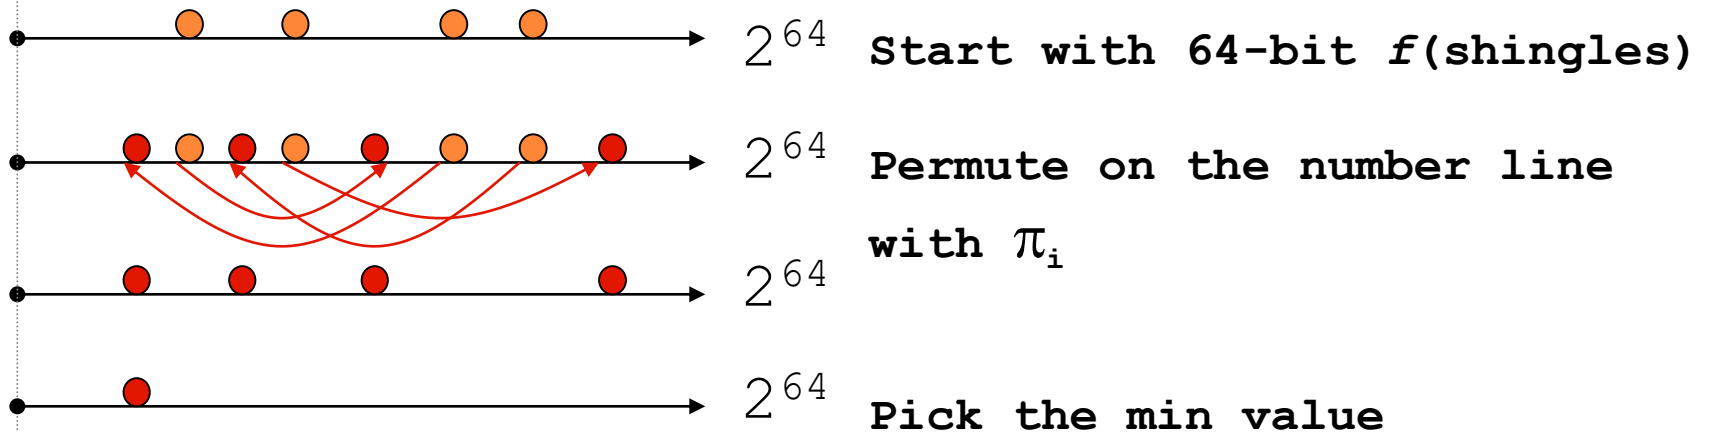 2^64 Start with 64-bit f(shingles)
2^64 Permute on the number line
with π_i
2^64
2^64 Pick the min value